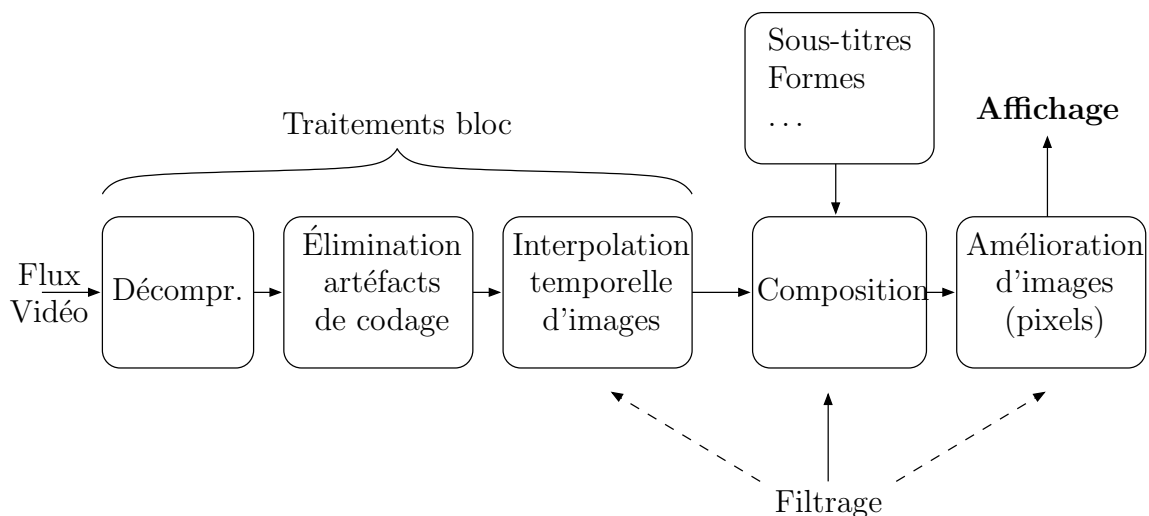 Sous-titres
Formes
. . .
Affichage
Traitements bloc
Flux
Vidéo
Décompr.
Élimination
artéfacts
de codage
Interpolation
temporelle
d'images
Composition
Amélioration
d'images
(pixels)
Filtrage